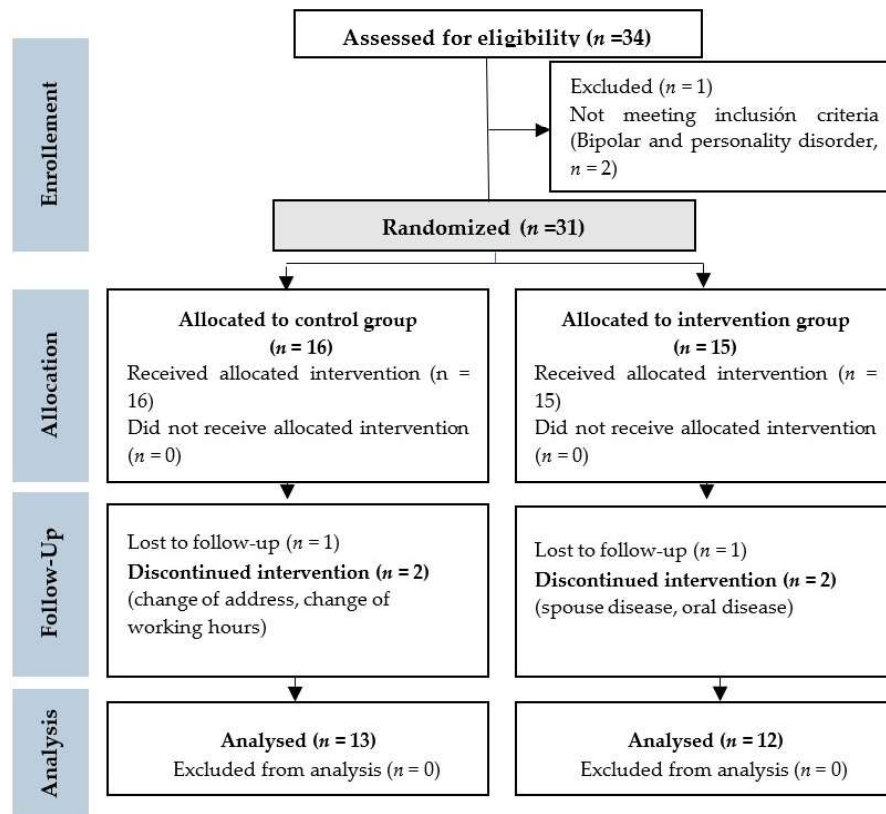 Enrollement
Assessed for eligibility (n =34)
Excluded (n = 1)
Not meeting inclusión criteria
(Bipolar and personality disorder,
n = 2)
Randomized (n =31)
Allocation
Allocated to control group
(n = 16)
Received allocated intervention (n =
16)
Did not receive allocated intervention
(n = 0)
Allocated to intervention group
(n = 15)
Received allocated intervention (n =
15)
Did not receive allocated intervention
(n = 0)
Follow-Up
Lost to follow-up (n = 1)
Discontinued intervention (n = 2)
(change of address, change of
working hours)
Lost to follow-up (n = 1)
Discontinued intervention (n = 2)
(spouse disease, oral disease)
Analysis
Analysed (n = 13)
Excluded from analysis (n = 0)
Analysed (n = 12)
Excluded from analysis (n = 0)